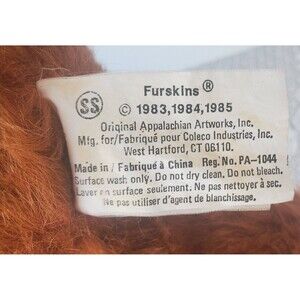 Furskins®
SS
© 1983,1984,1985
Original Appalachian Artworks, Inc.
Mfg. for/Fabriqué pour Coleco Industries, Inc.
West Hartford, CT 06110.
Made in / Fabriqué à China Reg. No. PA-1044
Surface wash only. Do not dry clean. Do not bleach.
Laver en surface seulement. Ne pas nettoyer à sec.
Ne pas utiliser d'agent de blanchissage.